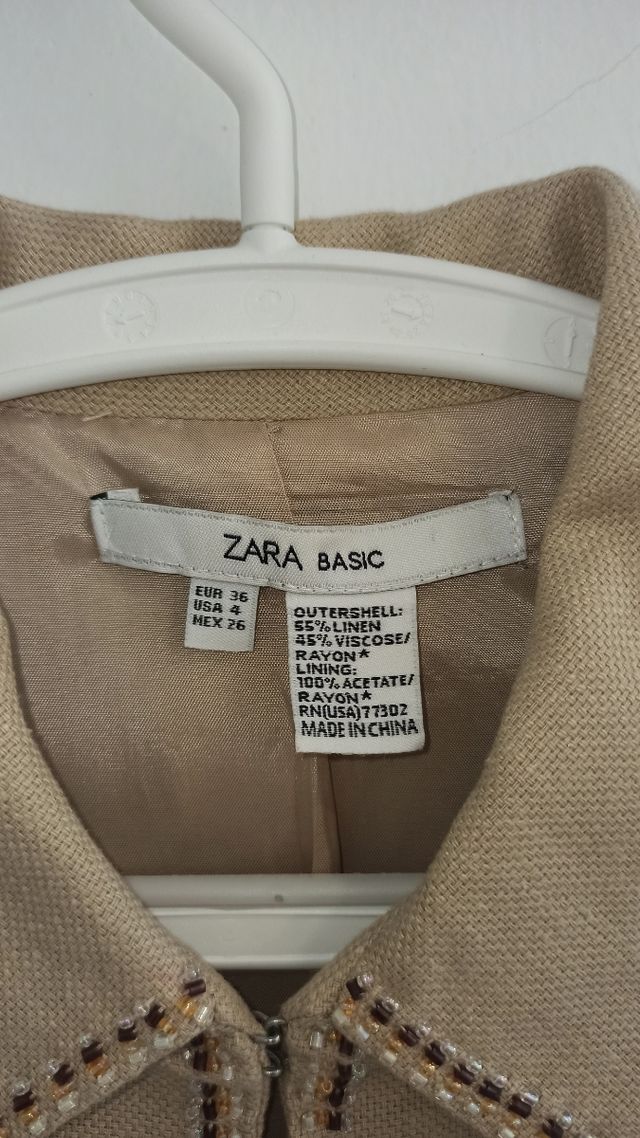 ZARA BASIC
EUR 36
USA 4
MEX 26
OUTERSHELL:
55% LINEN
45% VISCOSE/
RAYON*
LINING:
100% ACETATE/
RAYON*
RN(USA)77302
MADE IN CHINA